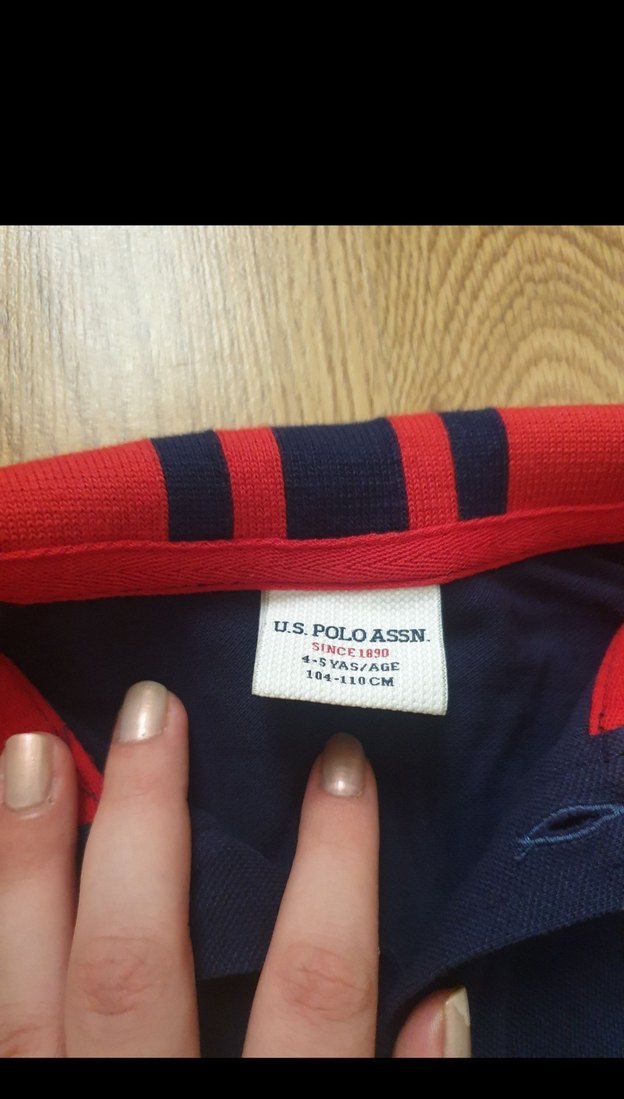 U.S. POLO ASSN.
SINCE 1890
4-5 YAS/AGE
104-110 CM